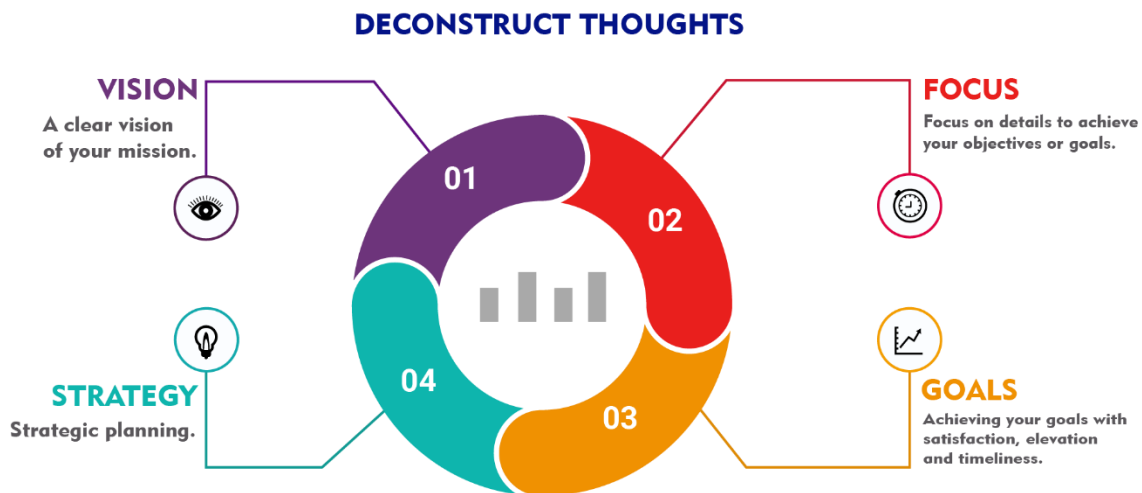 DECONSTRUCT THOUGHTS
VISION
A clear vision
of your mission.
01
FOCUS
Focus on details to achieve
your objectives or goals.
02
GOALS
Achieving your goals with
satisfaction, elevation
and timeliness.
03
STRATEGY
Strategic planning.
04